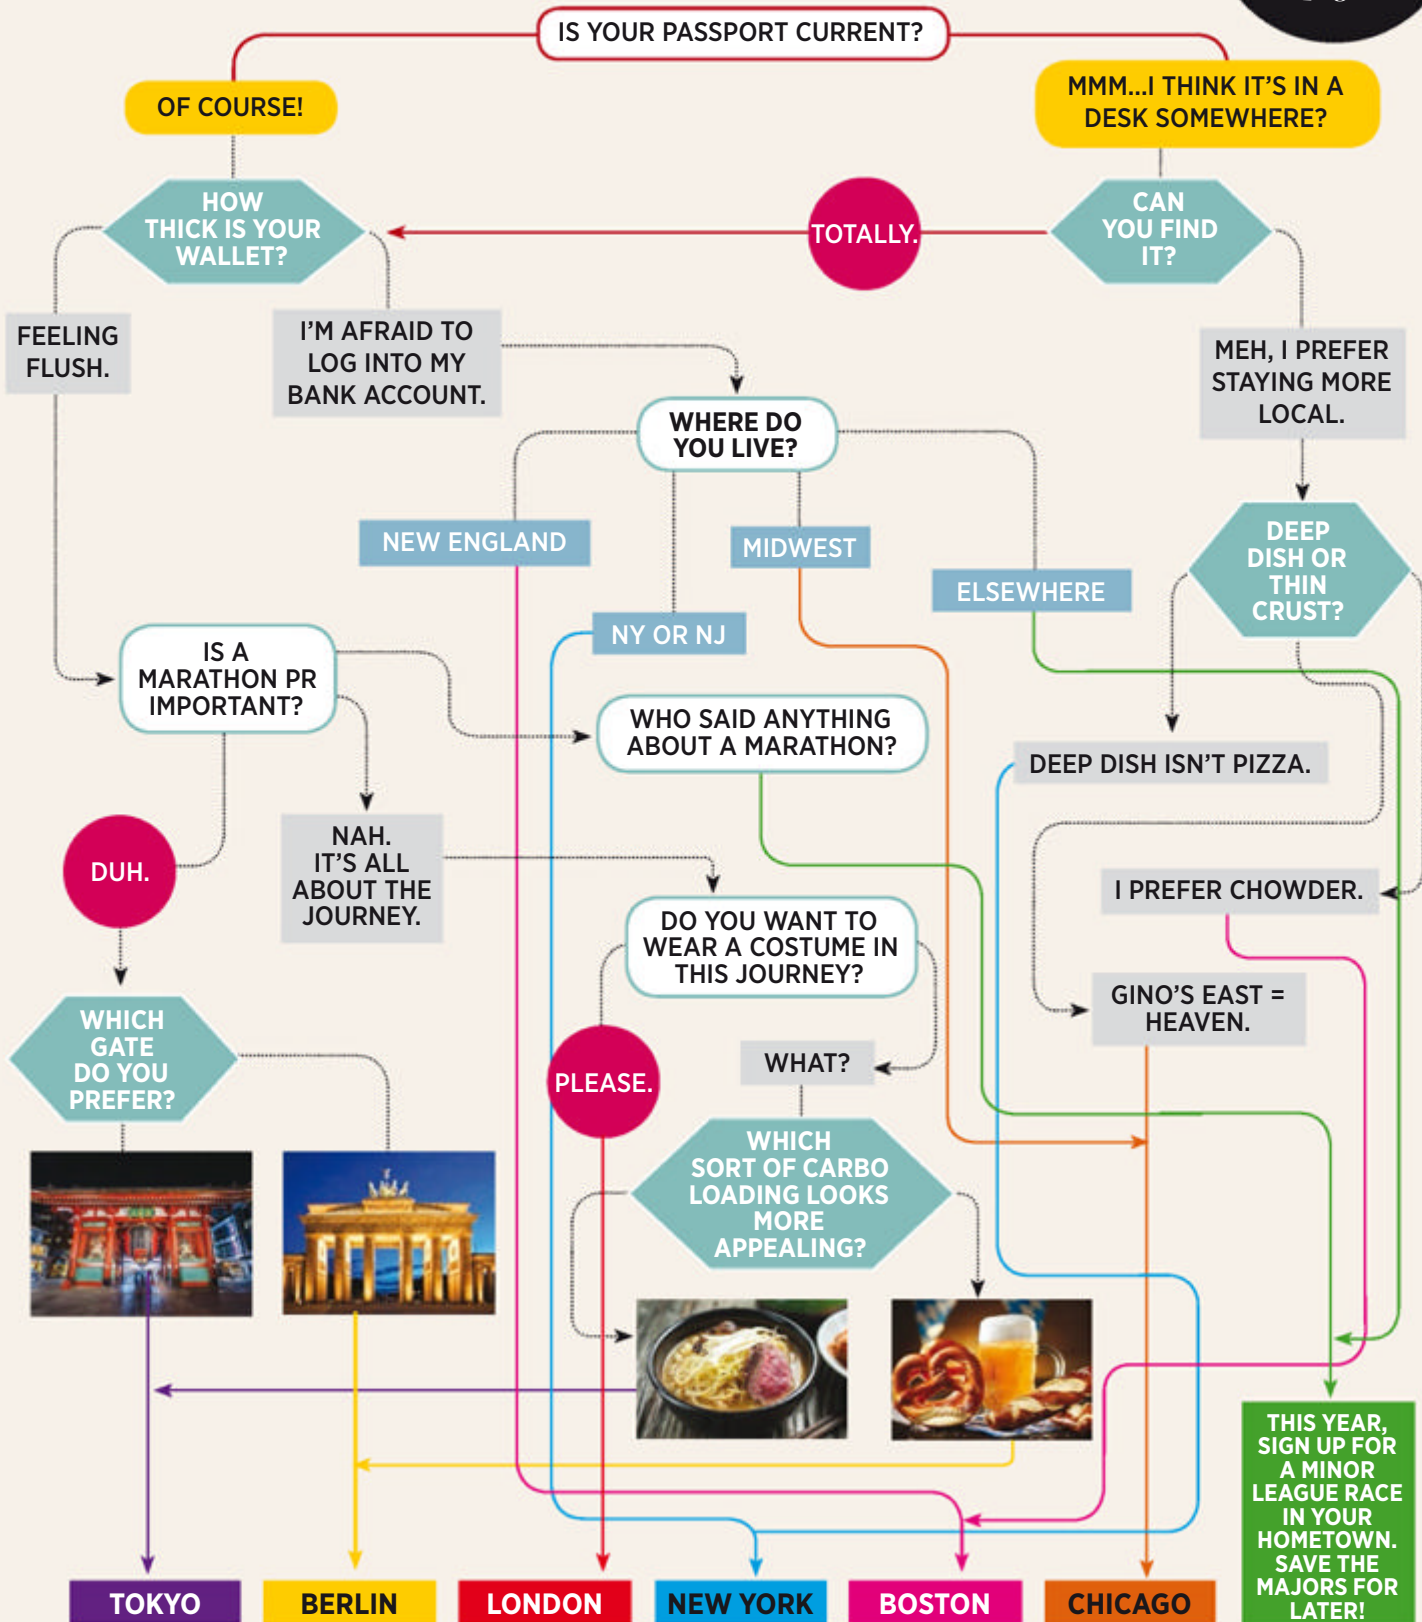 IS YOUR PASSPORT CURRENT?
OF COURSE!
MMM...I THINK IT'S IN A
DESK SOMEWHERE?
HOW
THICK IS YOUR
WALLET?
TOTALLY.
CAN
YOU FIND
IT?
FEELING
FLUSH.
I'M AFRAID TO
LOG INTO MY
BANK ACCOUNT.
MEH, I PREFER
STAYING MORE
LOCAL.
WHERE DO
YOU LIVE?
NEW ENGLAND
MIDWEST
ELSEWHERE
NY OR NJ
DEEP
DISH OR
THIN
CRUST?
IS A
MARATHON PR
IMPORTANT?
WHO SAID ANYTHING
ABOUT A MARATHON?
DEEP DISH ISN'T PIZZA.
DUH.
NAH.
IT'S ALL
ABOUT THE
JOURNEY.
I PREFER CHOWDER.
DO YOU WANT TO
WEAR A COSTUME IN
THIS JOURNEY?
GINO'S EAST =
HEAVEN.
WHICH
GATE
DO YOU
PREFER?
PLEASE.
WHAT?
WHICH
SORT OF CARBO
LOADING LOOKS
MORE
APPEALING?
THIS YEAR,
SIGN UP FOR
A MINOR
LEAGUE RACE
IN YOUR
HOMETOWN.
SAVE THE
MAJORS FOR
LATER!
TOKYO
BERLIN
LONDON
NEW YORK
BOSTON
CHICAGO